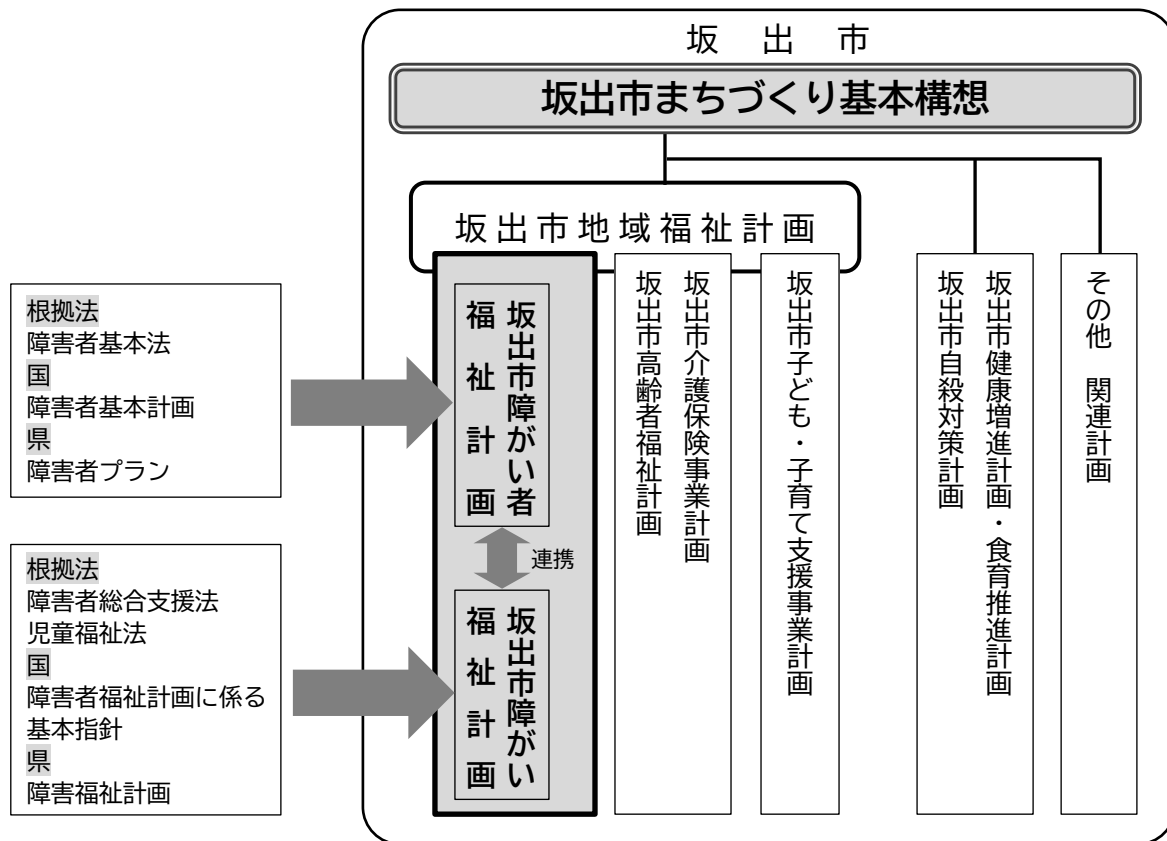 坂出市
坂出市まちづくり基本構想
坂出市地域福祉計画
根拠法
障害者基本法
国
障害者基本計画
県
障害者プラン
根拠法
障害者総合支援法
児童福祉法
国
障害者福祉計画に係る
基本指針
県
障害福祉計画
坂出市障がい者
福祉計画
連携
坂出市障がい
福祉計画
坂出市介護保険事業計画
坂出市高齢者福祉計画
坂出市子ども・子育て支援事業計画
坂出市健康増進計画・食育推進計画
坂出市自殺対策計画
その他 関連計画